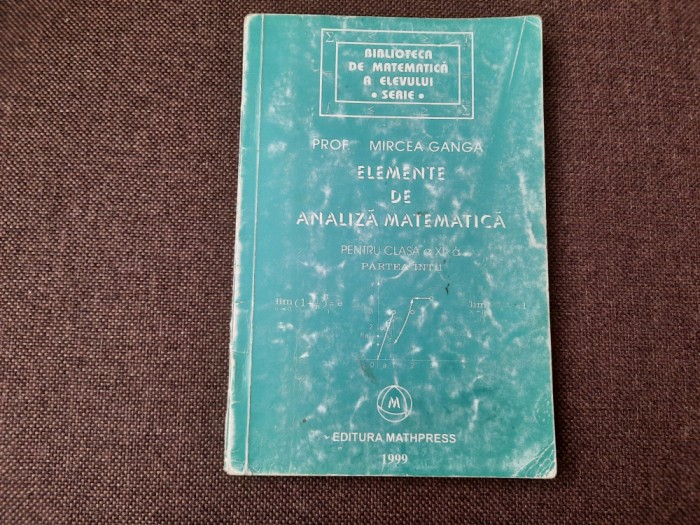 BIBLIOTECA
DE MATEMATICĂ
A ELEVULUI
• SERIE •
PROF MIRCEA GANGA
ELEMENTE
DE
ANALIZĂ MATEMATICĂ
PENTRU CLASA a XI-a
PARTEA
lim
M
EDITURA MATHPRESS
1999